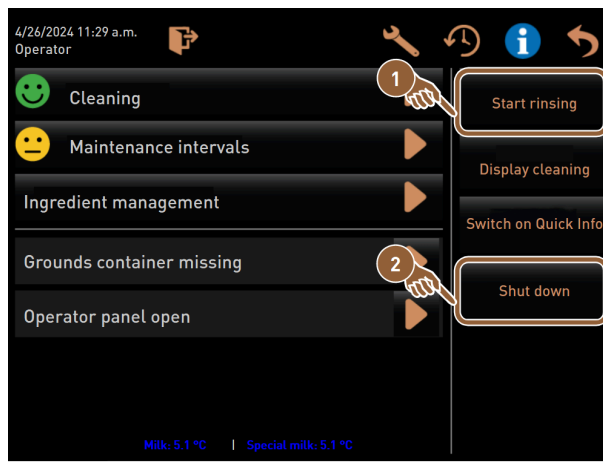 4/26/2024 11:29 a.m.
Operator
1
Cleaning
Start rinsing
Maintenance intervals
Display cleaning
Ingredient management
Switch on Quick Info
Grounds container missing
2
Shut down
Operator panel open
Milk: 5.1 °C | Special milk: 5.1 °C